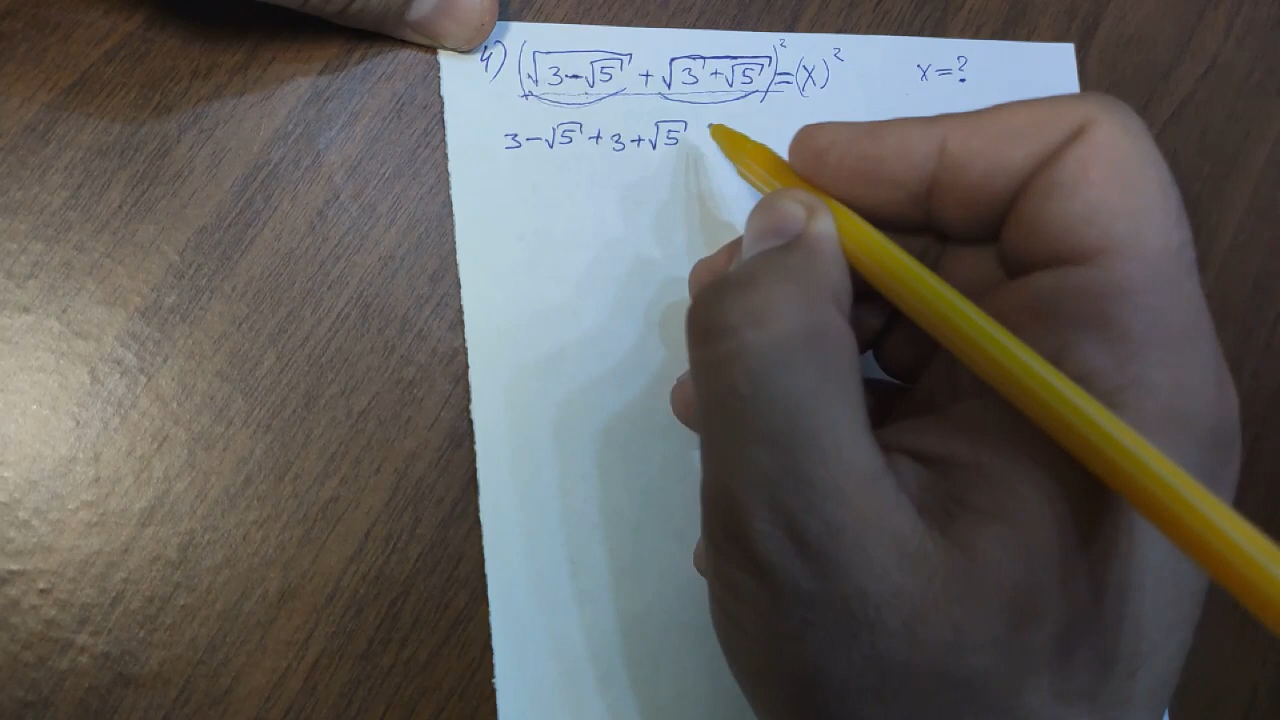 4) (√(3-√5) + √(3+√5))² = (x)² x=?
3-√5 + 3+√5